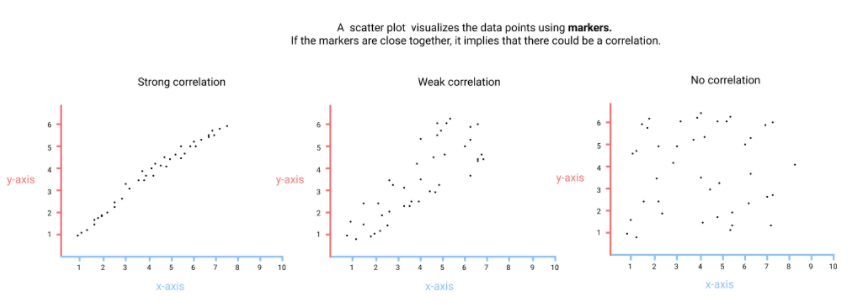 A scatter plot visualizes the data points using markers.
If the markers are close together, it implies that there could be a correlation.
Strong correlation
6
5
4
3
2
1
y-axis
1 2 3 4 5 6 7 8 9 10
x-axis
Weak correlation
6
5
4
3
2
1
y-axis
1 2 3 4 5 6 7 8 9 10
x-axis
No correlation
6
5
4
3
2
1
y-axis
1 2 3 4 5 6 7 8 9 10
x-axis